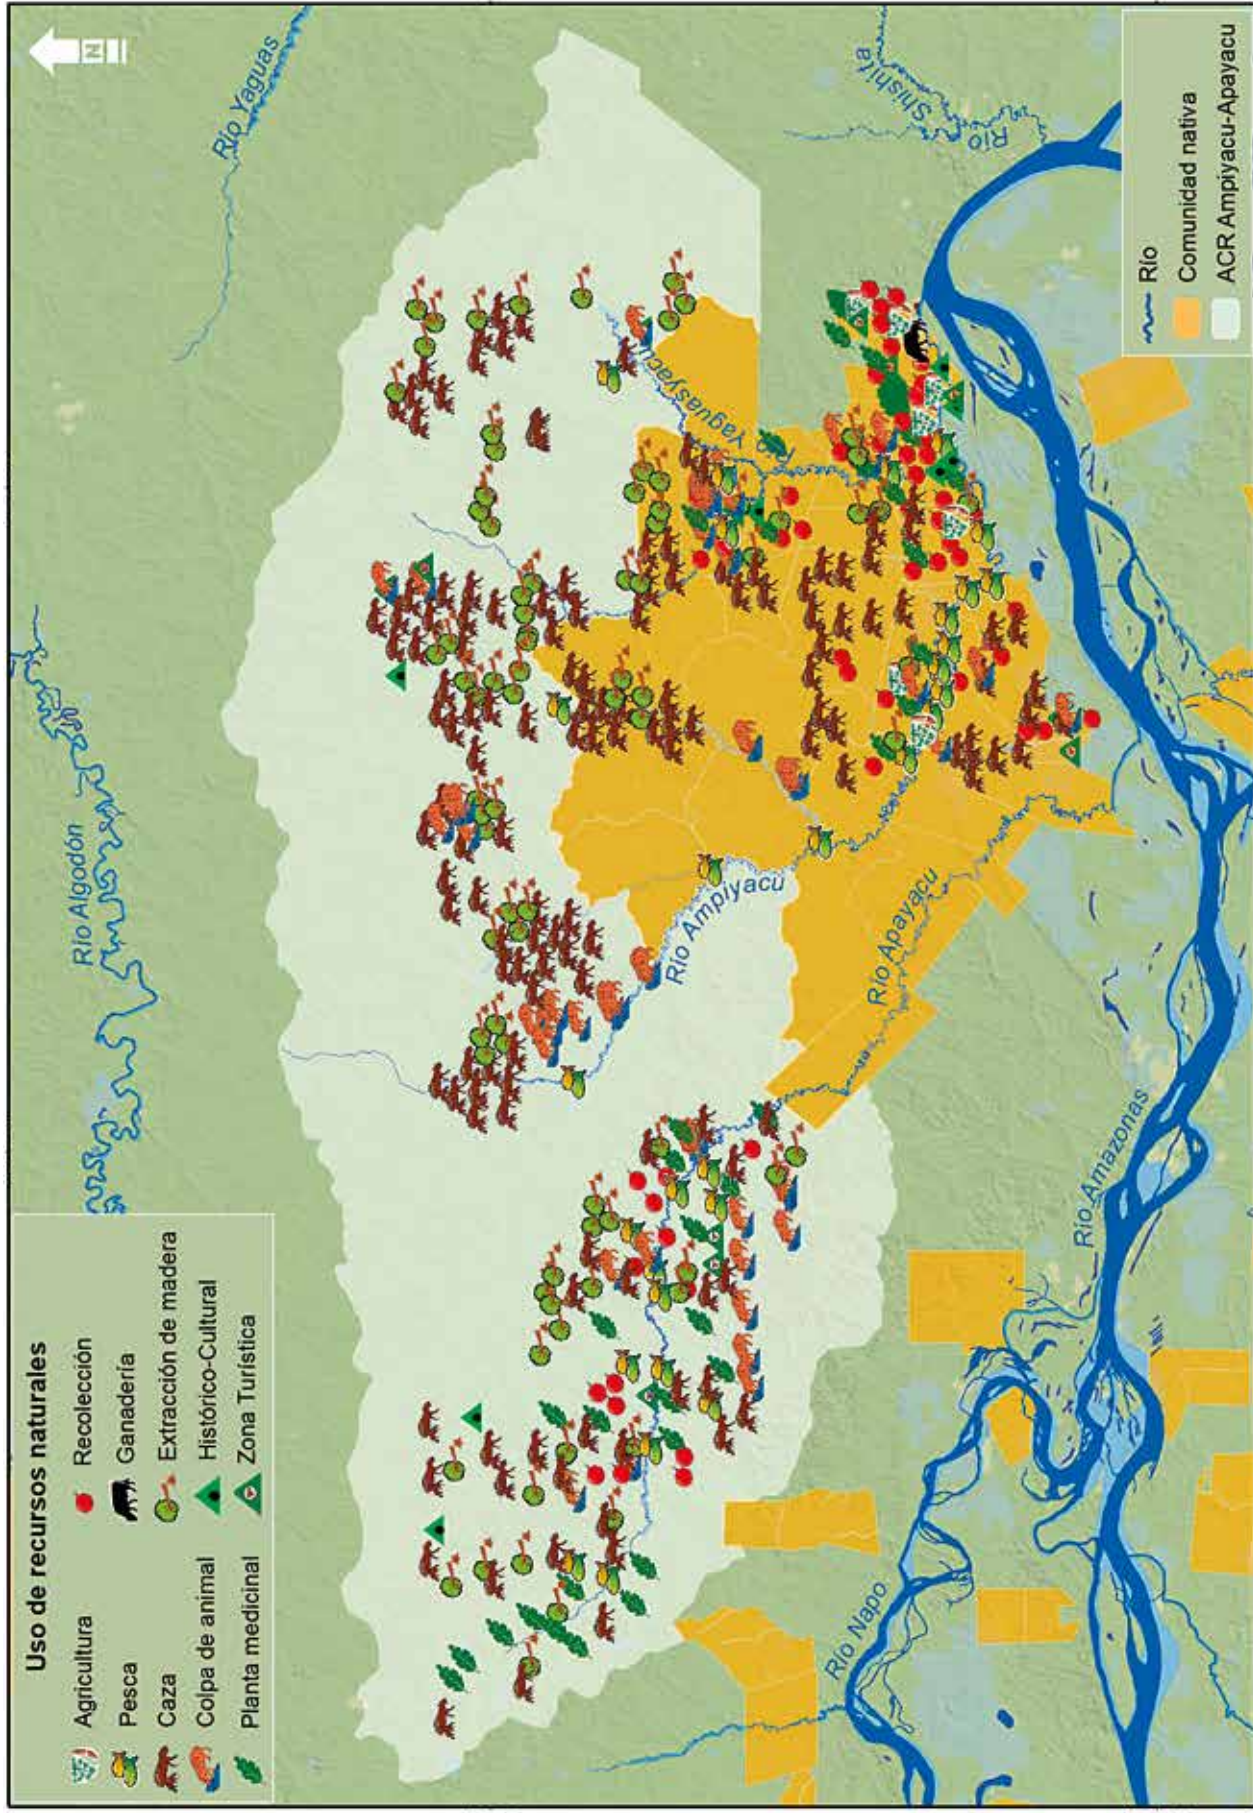 Uso de recursos naturales
Agricultura
Pesca
Caza
Colpa de animal
Planta medicinal
Recolección
Ganadería
Extracción de madera
Histórico-Cultural
Zona Turística
N
Río Algodón
Río Yaguas
Río Yaguasyacu
Río Ampiyacu
Río Apayacu
Río Napo
Río Amazonas
Río
Shishita
Río
Comunidad nativa
ACR Ampiyacu-Apayacu